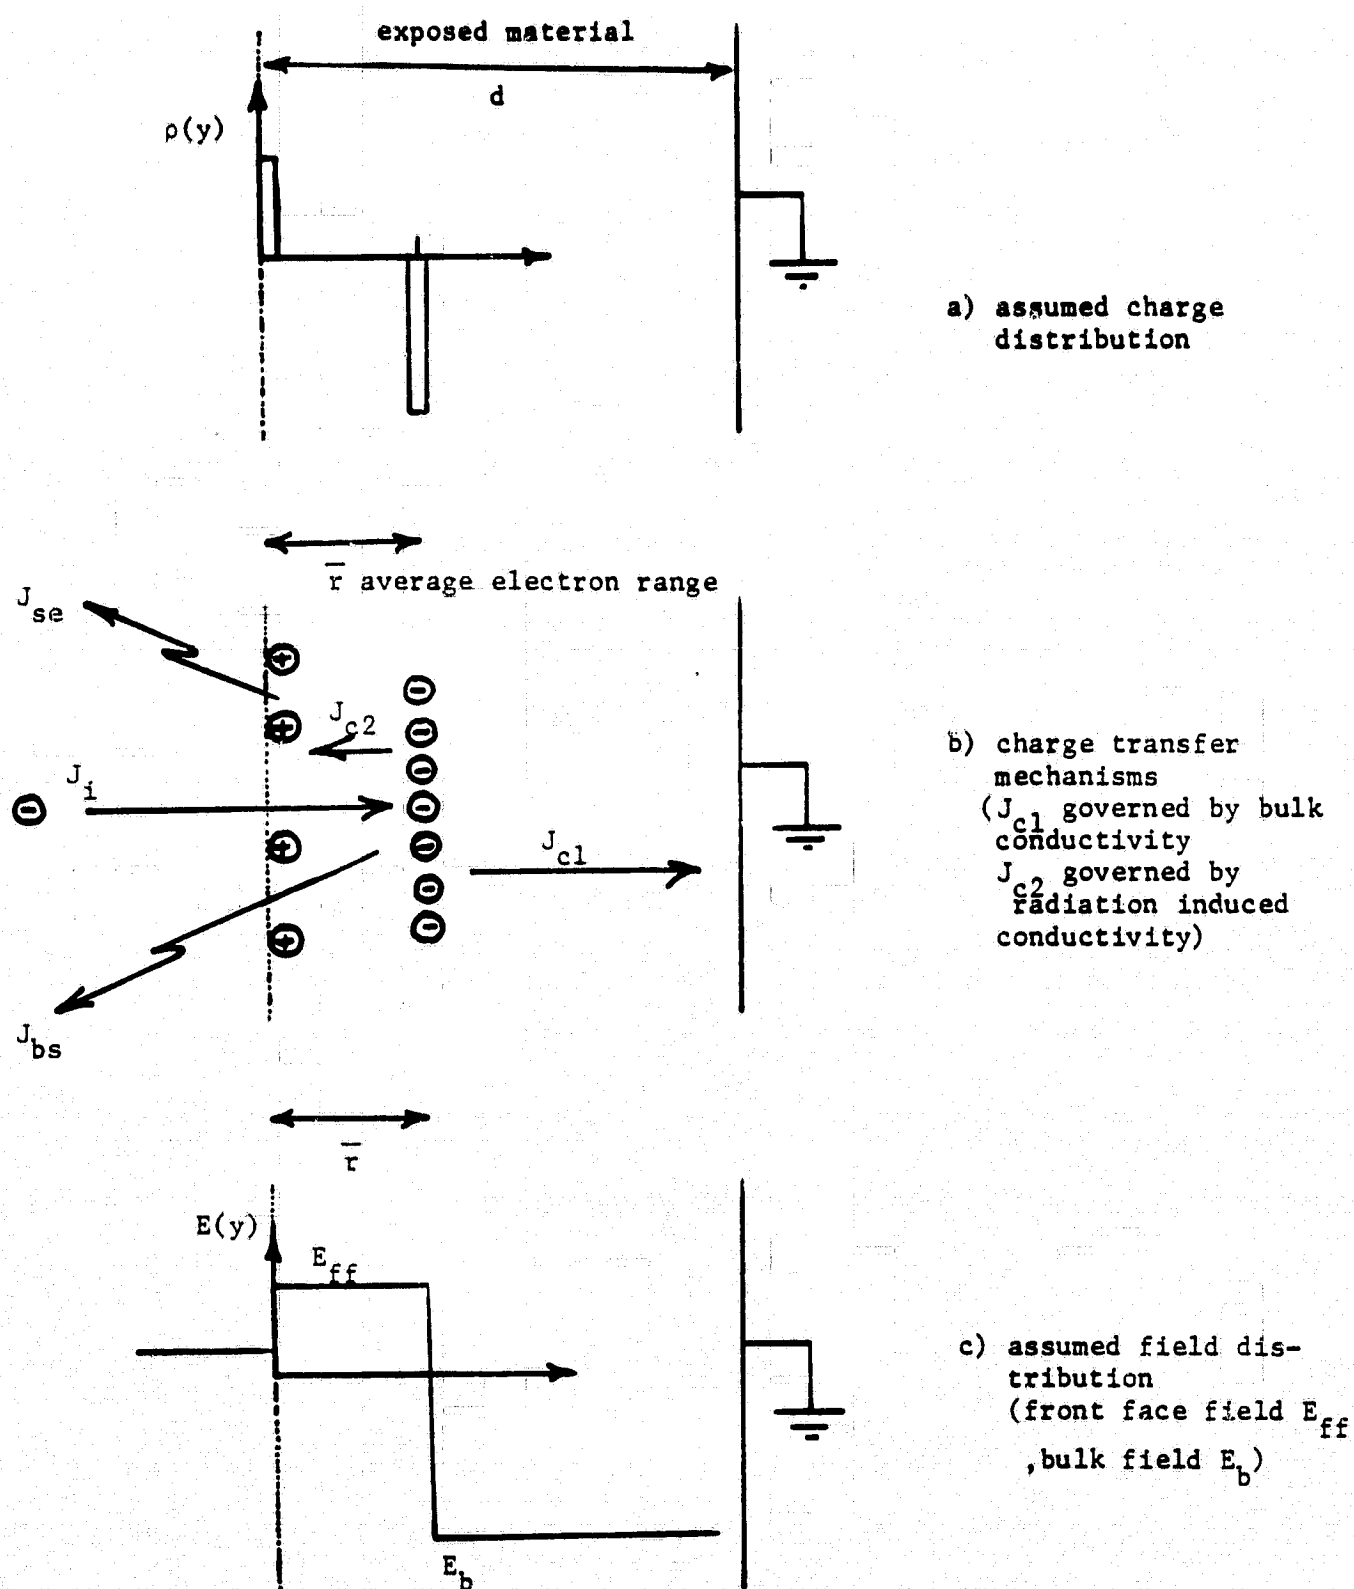 exposed material
d
ρ(y)
a) assumed charge
distribution
r̅ average electron range
J_se
J_c2
J_i
J_c1
J_bs
b) charge transfer
mechanisms
(J_c1 governed by bulk
conductivity
J_c2 governed by
radiation induced
conductivity)
r̅
E(y)
E_ff
E_b
c) assumed field dis-
tribution
(front face field E_ff
,bulk field E_b)